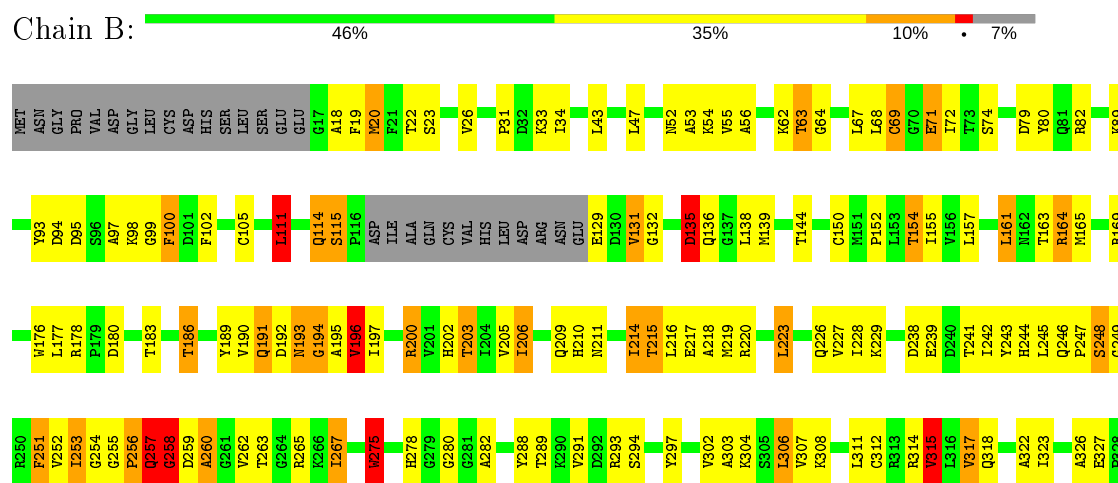 Chain B:
46% 35% 10% • 7%
MET ASN GLY PRO VAL ASP GLY LEU CYS ASP HIS SER LEU SER GLU GLU G17 A18 F19 M20 F21 T22 S23 V26 P31 D32 K33 I34 L43 L47 N52 A53 K54 V55 A56 K62 T63 G64 L67 L68 C69 G70 E71 I72 T73 S74 D79 Y80 Q81 R82 K89
Y93 D94 D95 S96 A97 K98 G99 F100 D101 F102 C105 L111 Q114 S115 P116 ASP ILE ALA GLN CYS VAL HIS LEU ASP ARG ASN GLU E129 D130 V131 G132 D135 Q136 G137 L138 M139 T144 C150 M151 P152 L153 T154 I155 V156 L157 L161 N162 T163 R164 M165 R169
W176 L177 R178 P179 D180 T183 T186 Y189 V190 Q191 D192 N193 G194 A195 V196 I197 R200 V201 H202 T203 I204 V205 I206 Q209 H210 N211 I214 T215 L216 E217 A218 M219 R220 L223 Q226 V227 I228 K229 D238 E239 D240 T241 I242 Y243 H244 L245 Q246 P247 S248 G249
R250 F251 V252 I253 G254 G255 P256 Q257 G258 D259 A260 G261 V262 T263 G264 R265 K266 I267 W275 H278 G279 G280 G281 A282 Y288 T289 K290 V291 D292 R293 S294 Y297 V302 A303 K304 S305 L306 V307 K308 L311 C312 R313 R314 V315 L316 V317 Q318 A322 I323 A326 E327 P328